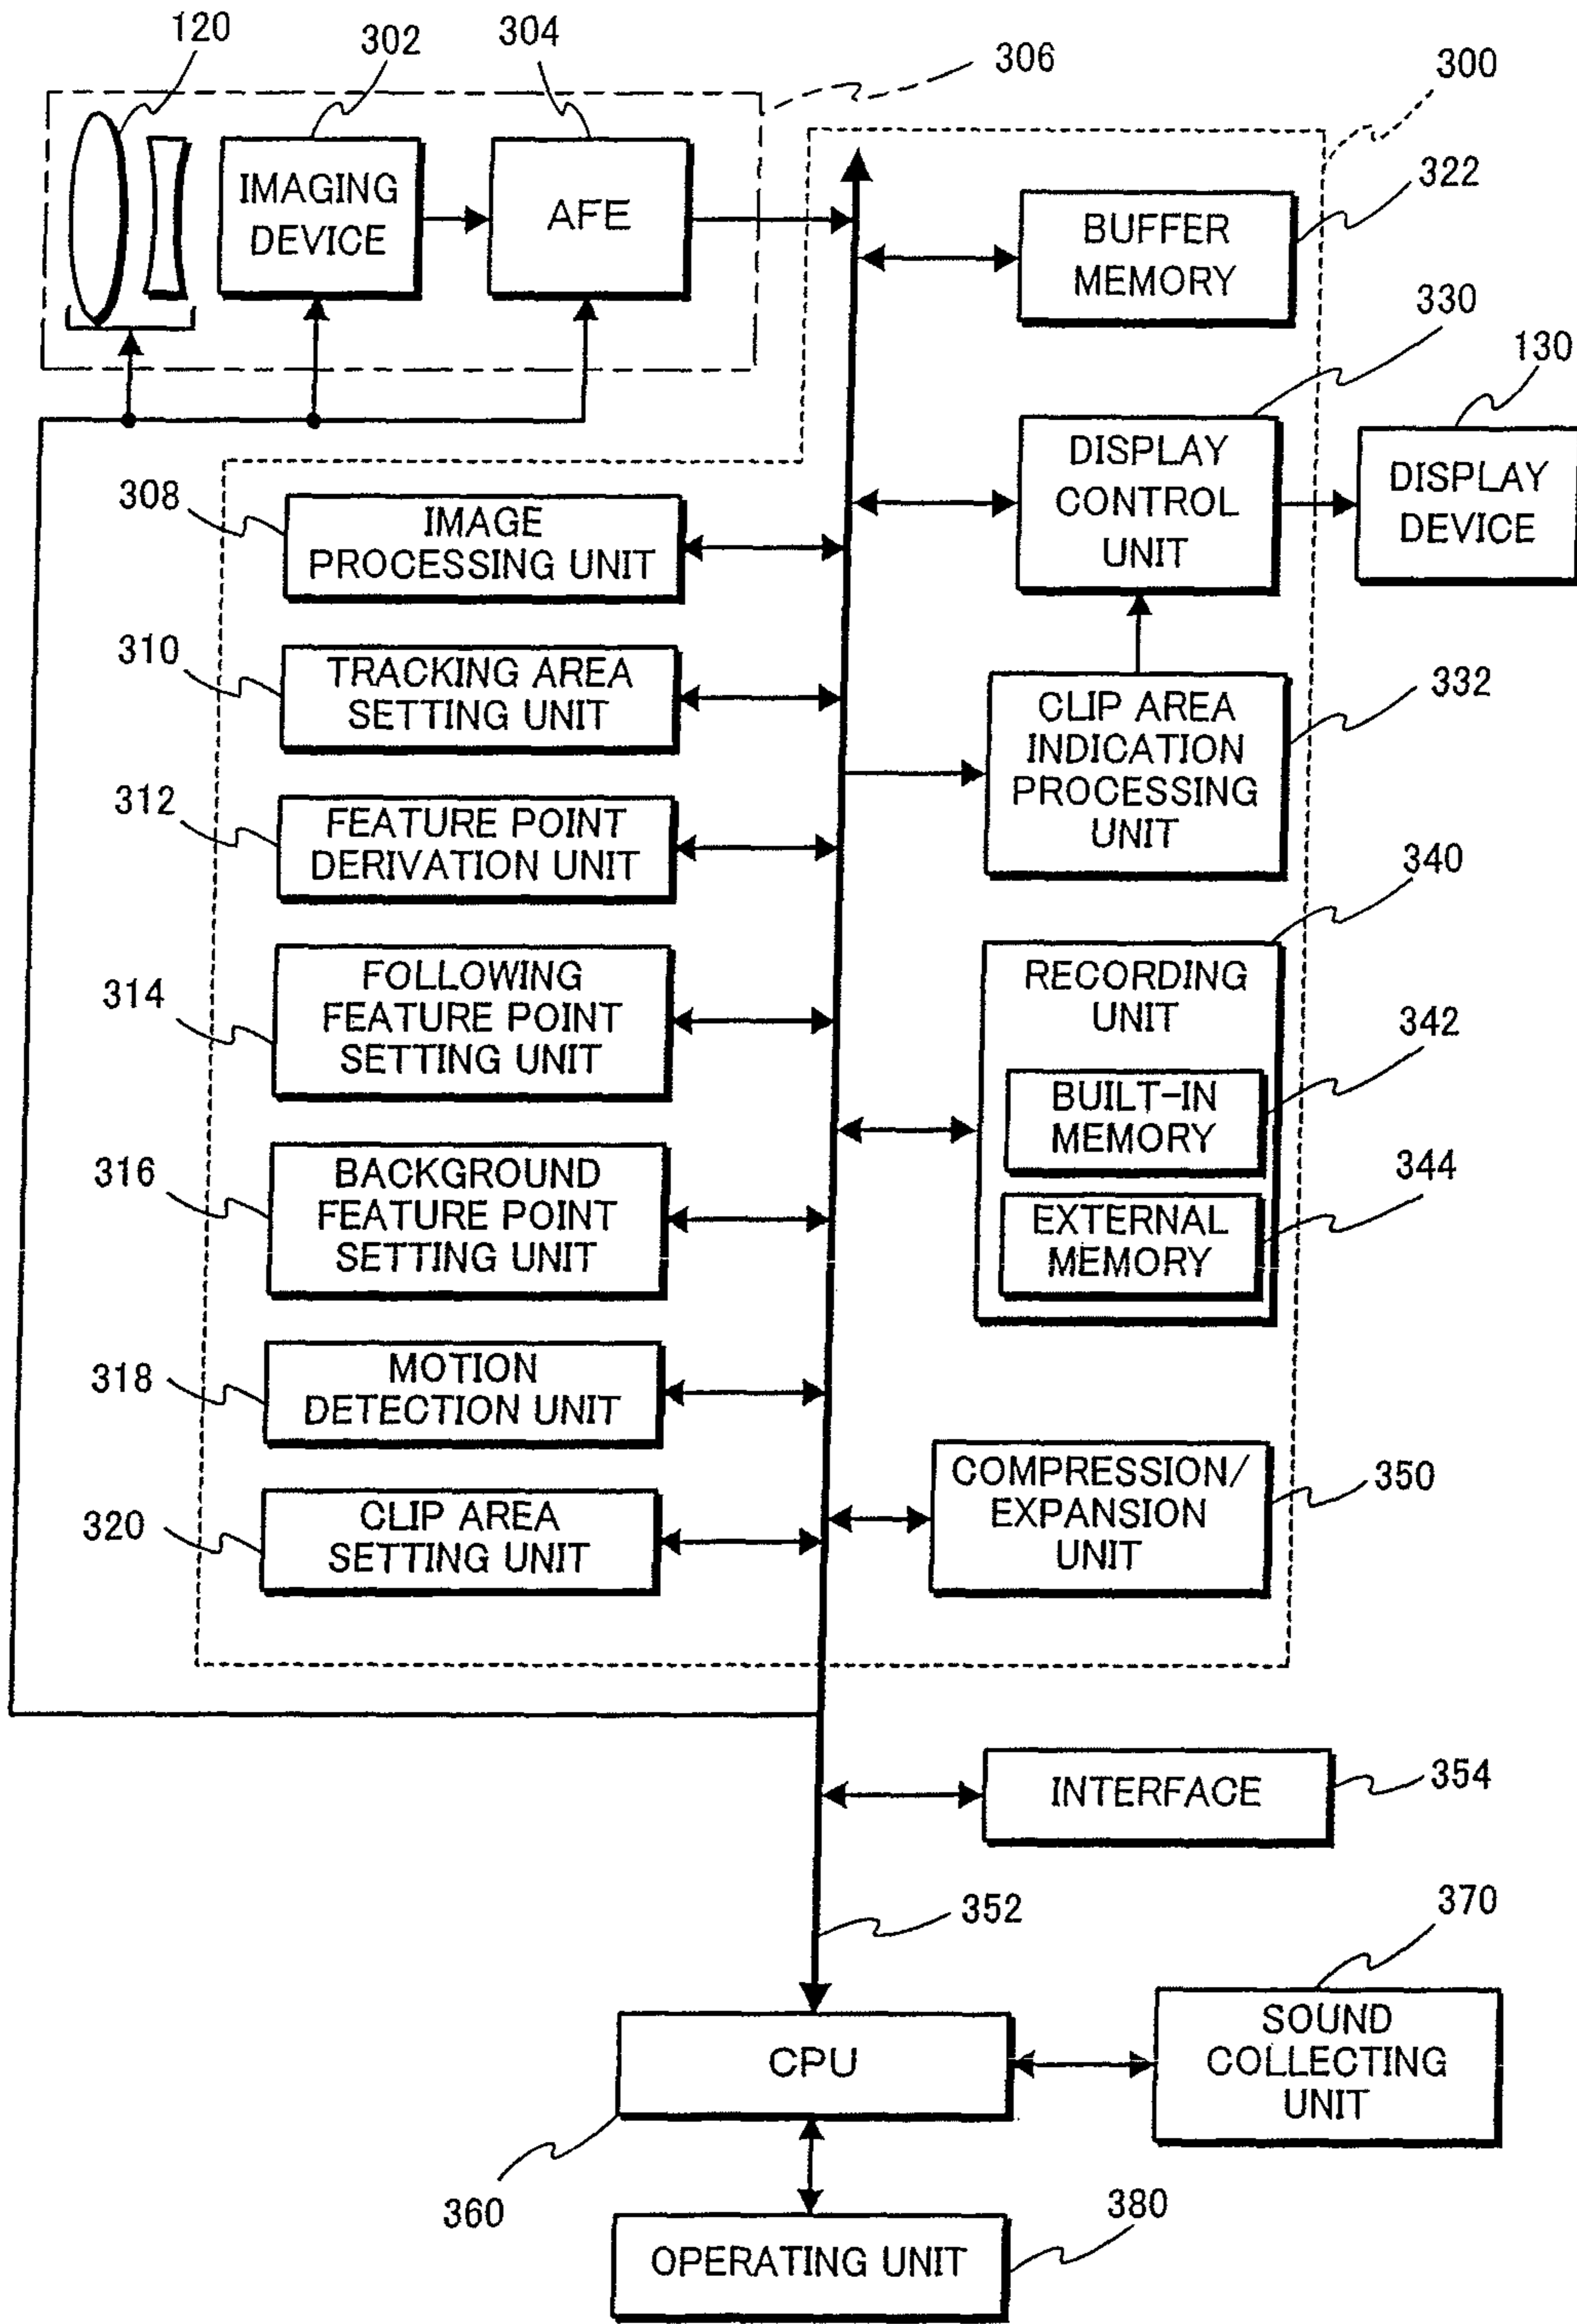 120
302
304
306
300
IMAGING
DEVICE
AFE
322
BUFFER
MEMORY
330
130
DISPLAY
CONTROL
UNIT
DISPLAY
DEVICE
308
IMAGE
PROCESSING UNIT
310
TRACKING AREA
SETTING UNIT
332
CLIP AREA
INDICATION
PROCESSING
UNIT
312
FEATURE POINT
DERIVATION UNIT
340
RECORDING
UNIT
314
FOLLOWING
FEATURE POINT
SETTING UNIT
342
BUILT-IN
MEMORY
316
BACKGROUND
FEATURE POINT
SETTING UNIT
344
EXTERNAL
MEMORY
318
MOTION
DETECTION UNIT
320
CLIP AREA
SETTING UNIT
COMPRESSION/
EXPANSION
UNIT
350
INTERFACE
354
352
370
CPU
SOUND
COLLECTING
UNIT
360
380
OPERATING UNIT